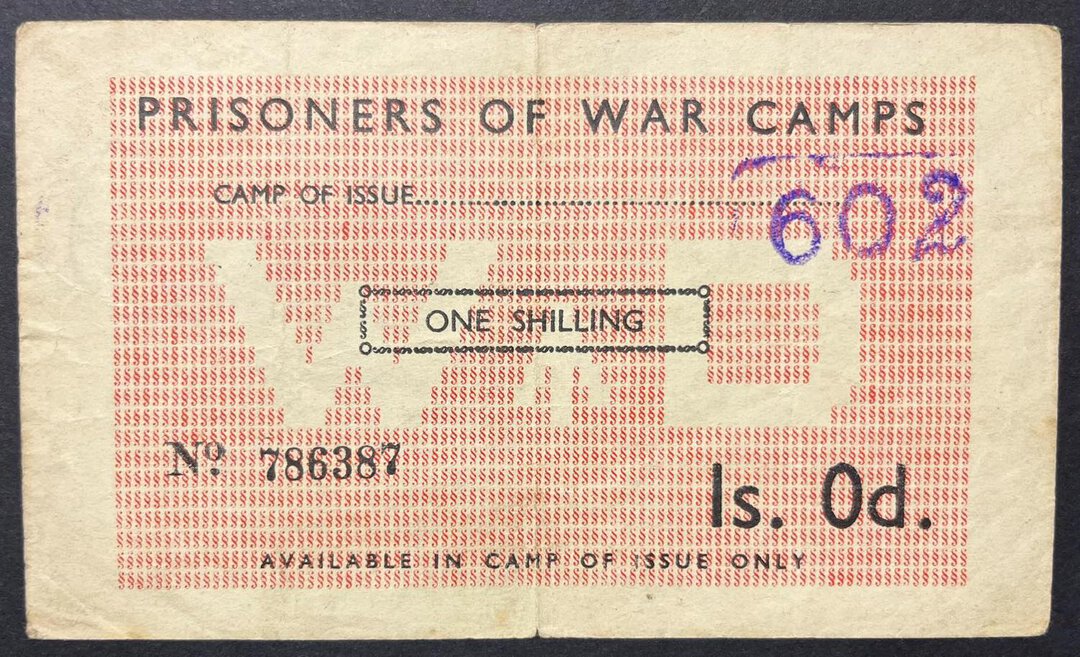 PRISONERS OF WAR CAMPS
CAMP OF ISSUE................................................
602
W D
ONE SHILLING
Nº 786387
1s. 0d.
AVAILABLE IN CAMP OF ISSUE ONLY